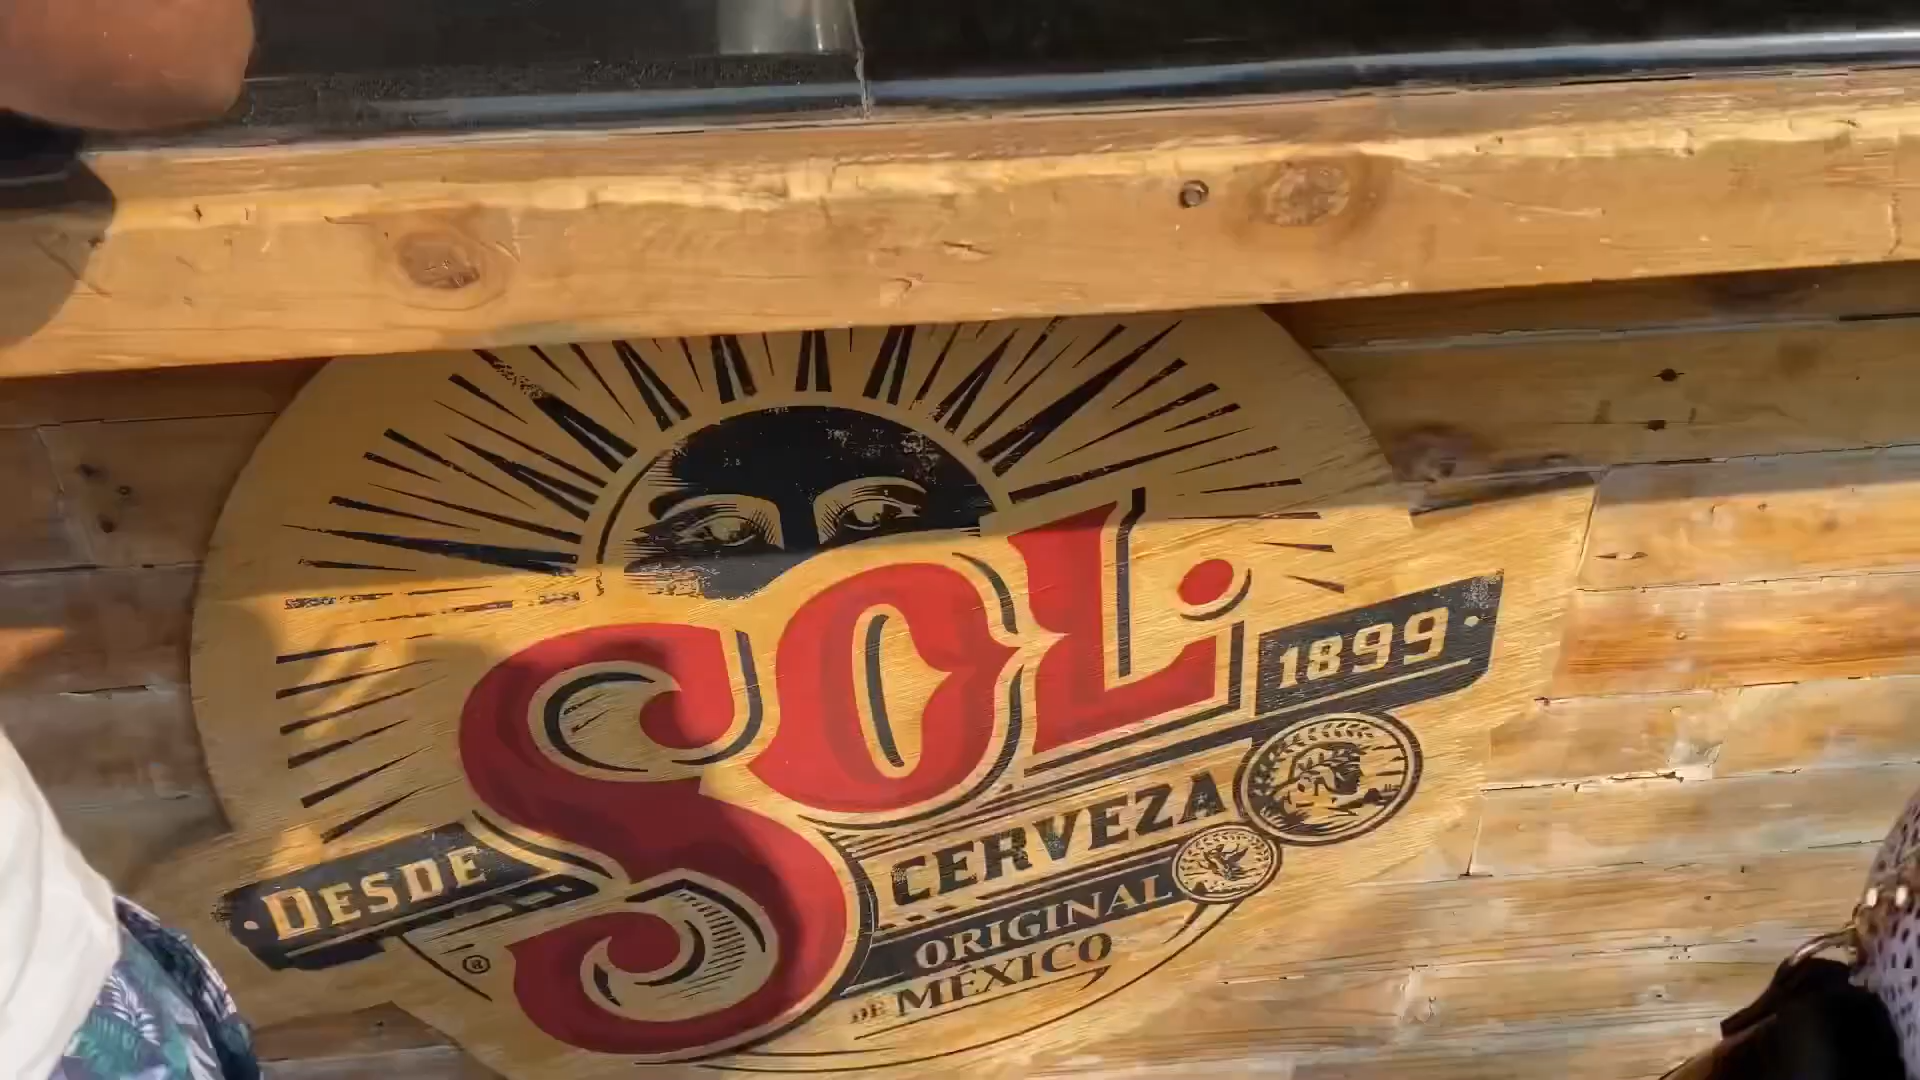 SOL
DESDE
1899
CERVEZA
ORIGINAL
DE MÉXICO
®